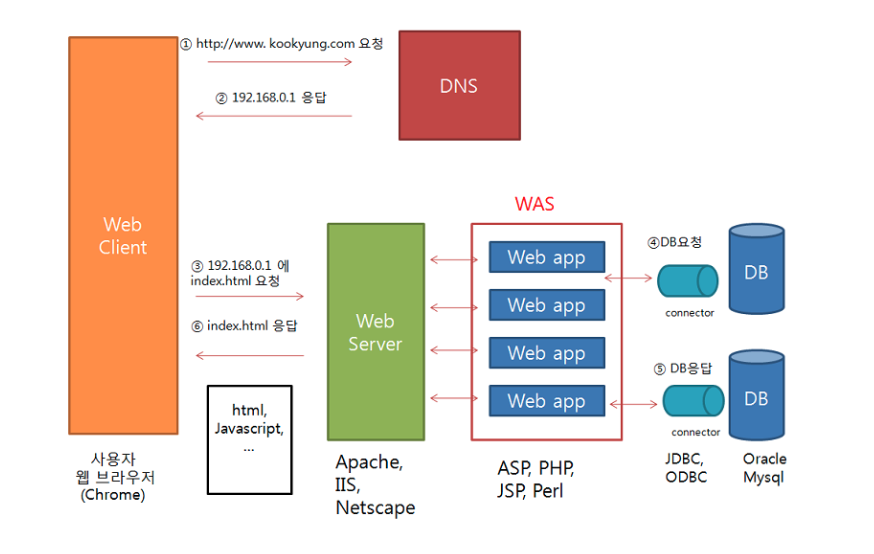 ① http://www. kookyung.com 요청
DNS
② 192.168.0.1 응답
Web
Client
③ 192.168.0.1 에
index.html 요청
⑥ index.html 응답
html,
Javascript,
...
사용자
웹 브라우저
(Chrome)
Web
Server
Apache,
IIS,
Netscape
WAS
Web app
Web app
Web app
Web app
ASP, PHP,
JSP, Perl
④DB요청
connector
DB
⑤ DB응답
connector
DB
JDBC,
ODBC
Oracle
Mysql